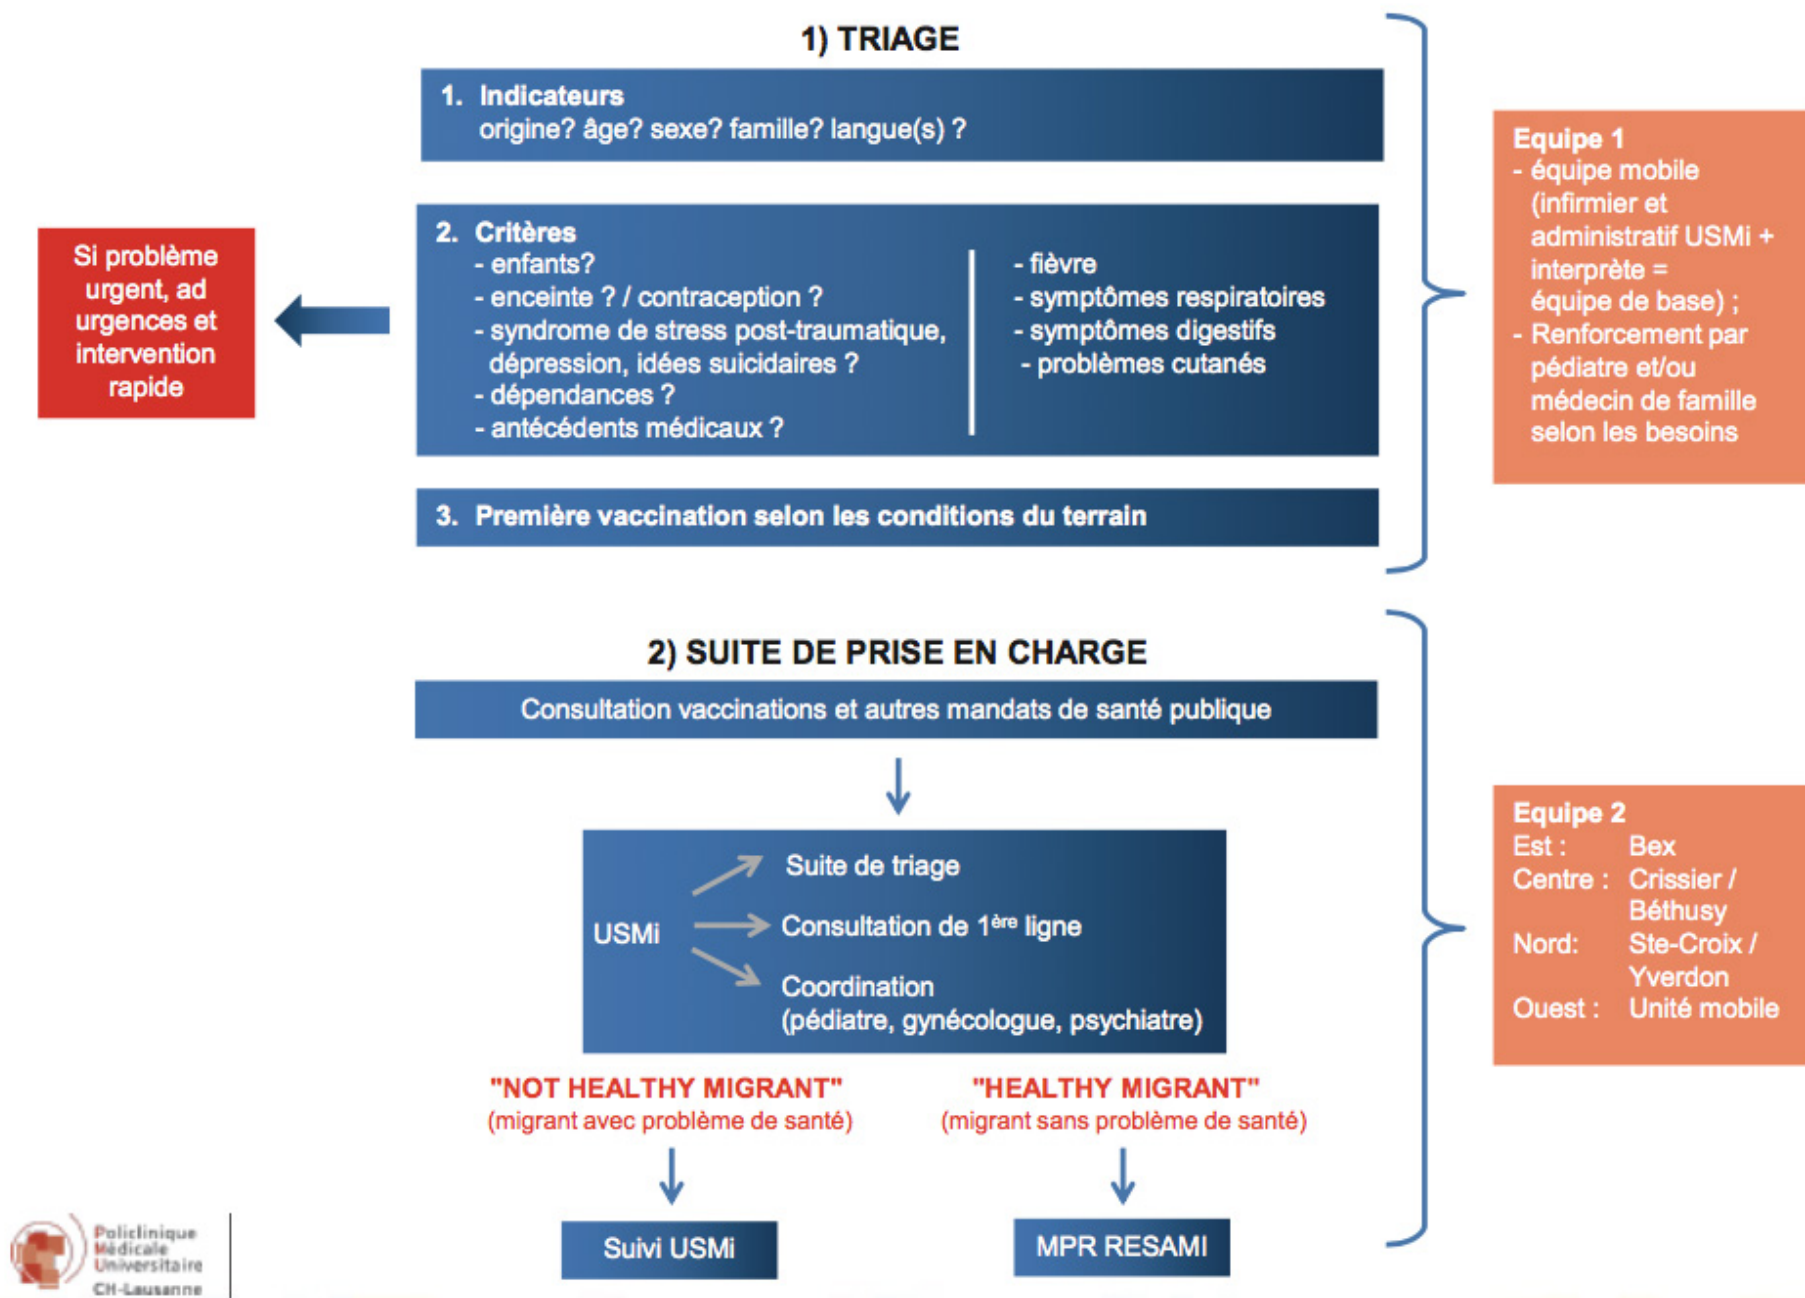 1) TRIAGE
1. Indicateurs
origine? âge? sexe? famille? langue(s) ?
2. Critères
- enfants?
- enceinte ? / contraception ?
- syndrome de stress post-traumatique,
dépression, idées suicidaires ?
- dépendances ?
- antécédents médicaux ?
- fièvre
- symptômes respiratoires
- symptômes digestifs
- problèmes cutanés
3. Première vaccination selon les conditions du terrain
Si problème
urgent, ad
urgences et
intervention
rapide
Equipe 1
- équipe mobile
(infirmier et
administratif USMi +
interprète =
équipe de base) ;
- Renforcement par
pédiatre et/ou
médecin de famille
selon les besoins
2) SUITE DE PRISE EN CHARGE
Consultation vaccinations et autres mandats de santé publique
USMi
Suite de triage
Consultation de 1ère ligne
Coordination
(pédiatre, gynécologue, psychiatre)
"NOT HEALTHY MIGRANT"
(migrant avec problème de santé)
"HEALTHY MIGRANT"
(migrant sans problème de santé)
Suivi USMi
MPR RESAMI
Equipe 2
Est : Bex
Centre : Crissier /
Béthusy
Nord: Ste-Croix /
Yverdon
Ouest : Unité mobile
Policlinique
Médicale
Universitaire
CH-Lausanne